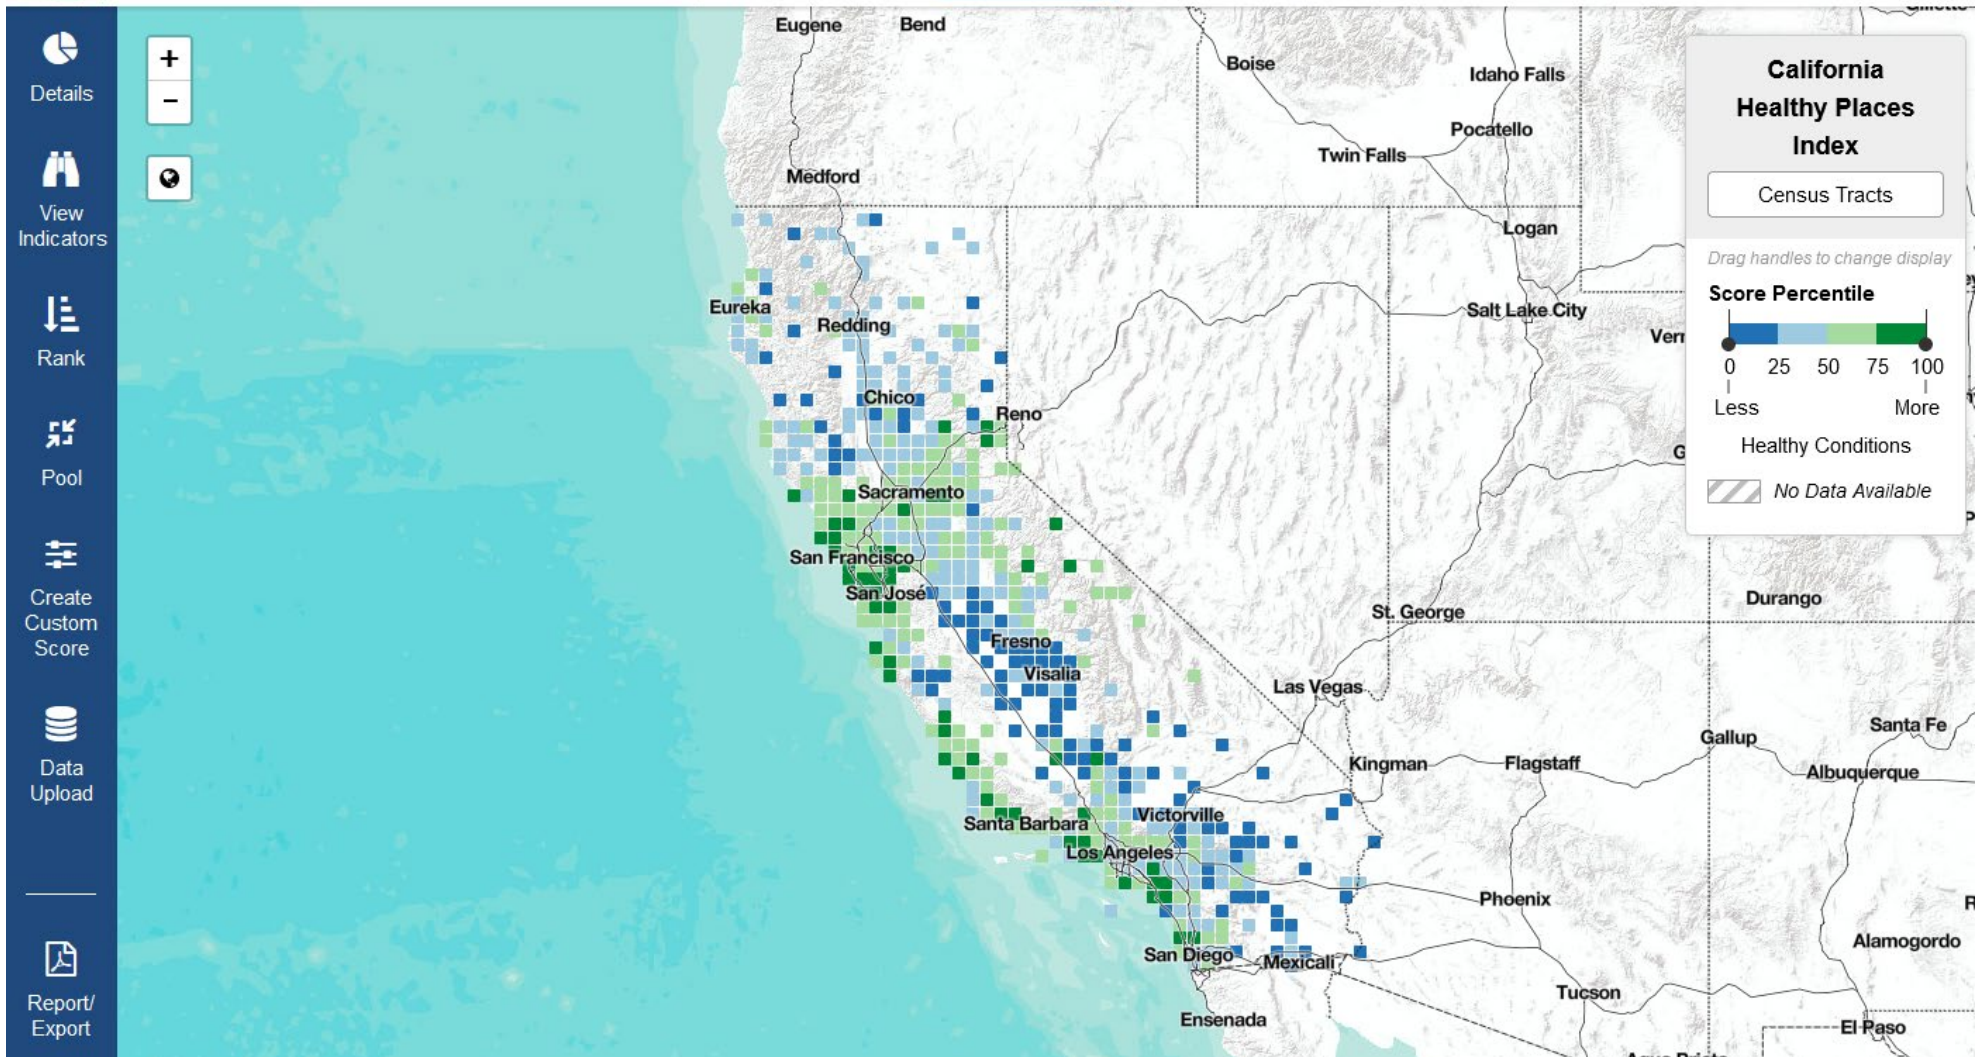 Details
View
Indicators
Rank
Pool
Create
Custom
Score
Data
Upload
Report/
Export
+
−
Eugene
Bend
Boise
Idaho Falls
Pocatello
Twin Falls
Medford
Logan
Eureka
Redding
Salt Lake City
Chico
Reno
Sacramento
San Francisco
San José
St. George
Durango
Fresno
Visalia
Las Vegas
Santa Fe
Gallup
Kingman
Flagstaff
Albuquerque
Victorville
Santa Barbara
Los Angeles
Phoenix
Alamogordo
San Diego
Mexicali
Tucson
Ensenada
El Paso
California
Healthy Places
Index
Census Tracts
Drag handles to change display
Score Percentile
0 25 50 75 100
Less More
Healthy Conditions
No Data Available